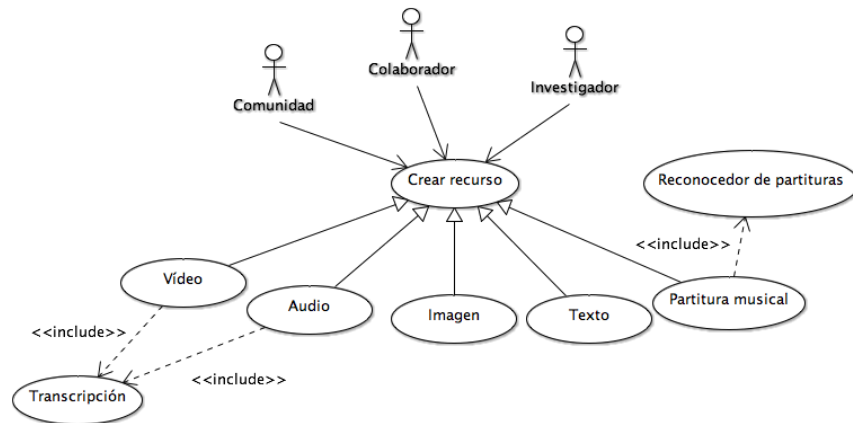 Colaborador
Comunidad
Investigador
Crear recurso
Reconocedor de partituras
<<include>>
Vídeo
Audio
Imagen
Texto
Partitura musical
<<include>>
<<include>>
Transcripción